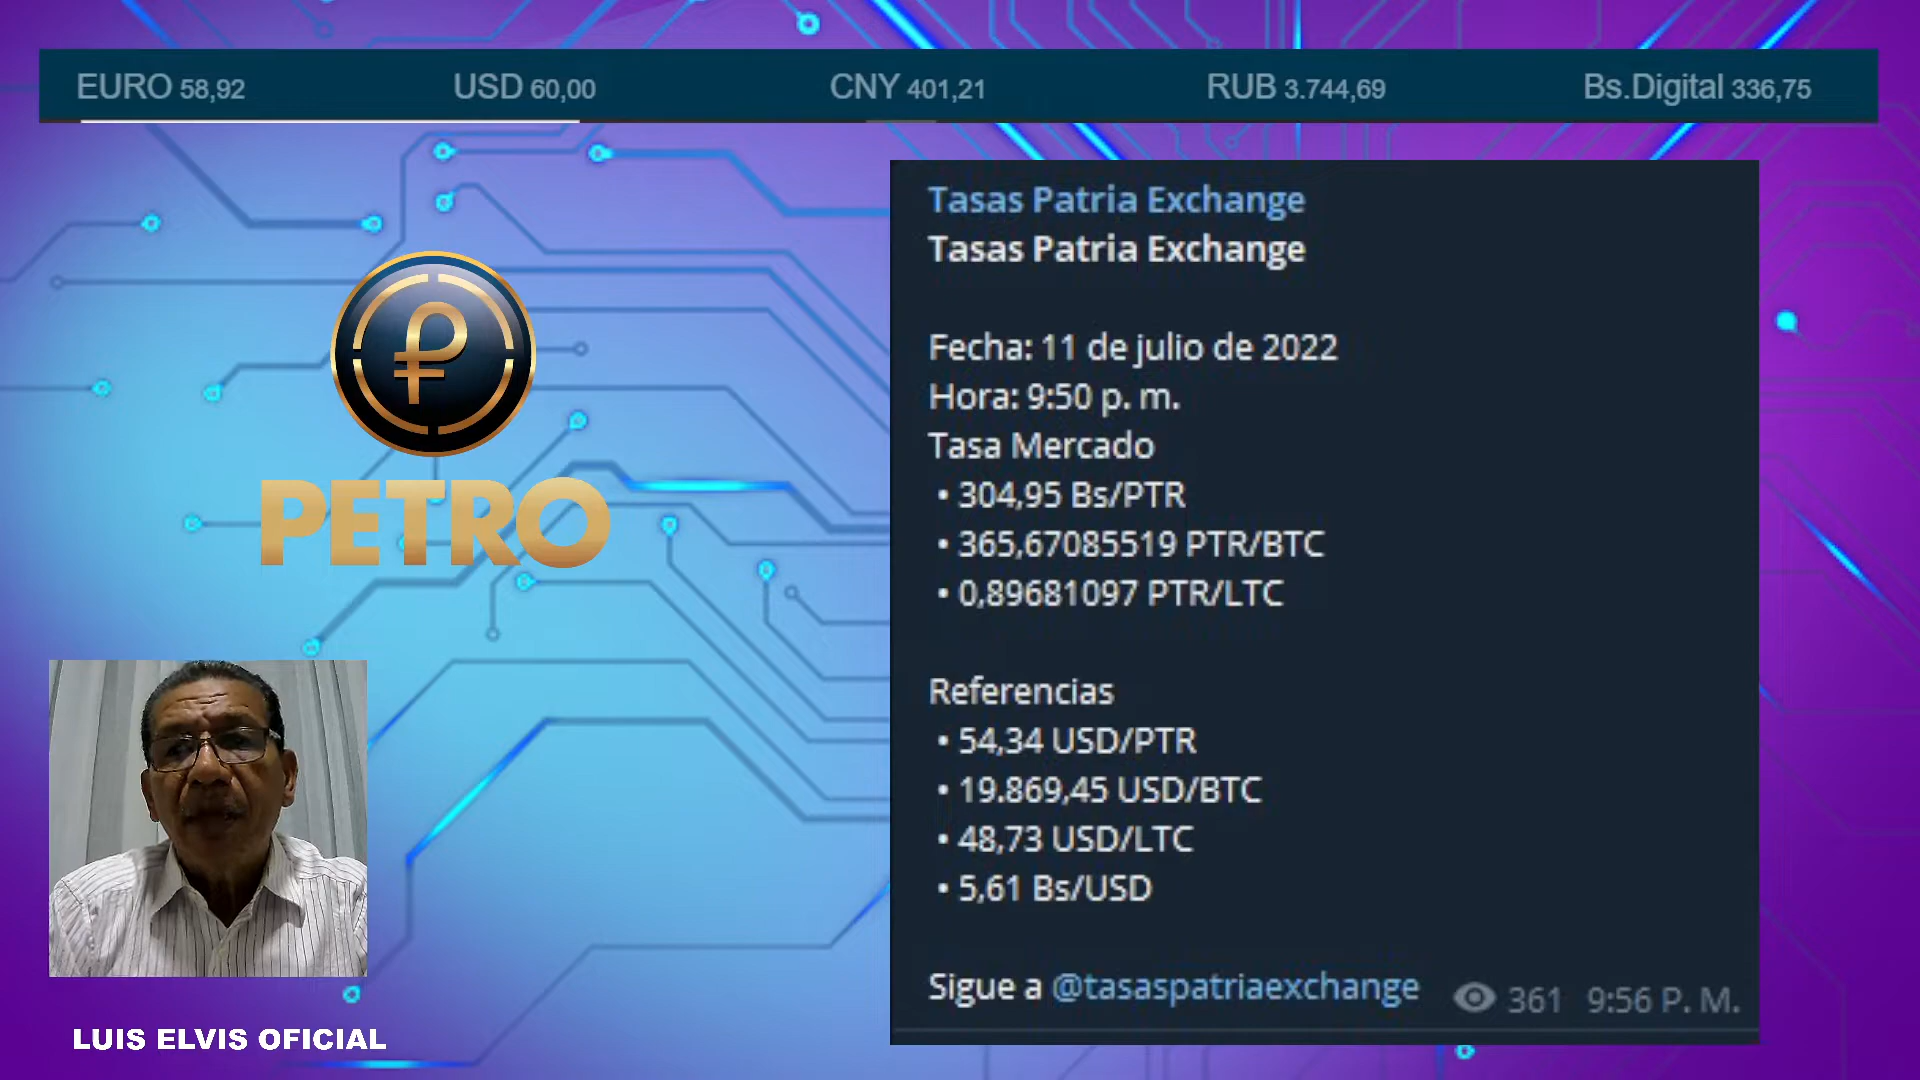 EURO 58,92 USD 60,00 CNY 401,21 RUB 3.744,69 Bs.Digital 336,75
Tasas Patria Exchange
Tasas Patria Exchange
Fecha: 11 de julio de 2022
Hora: 9:50 p. m.
Tasa Mercado
• 304,95 Bs/PTR
• 365,67085519 PTR/BTC
• 0,89681097 PTR/LTC
Referencias
• 54,34 USD/PTR
• 19.869,45 USD/BTC
• 48,73 USD/LTC
• 5,61 Bs/USD
Sigue a @tasaspatriaexchange 361 9:56 P. M.
PETRO
LUIS ELVIS OFICIAL